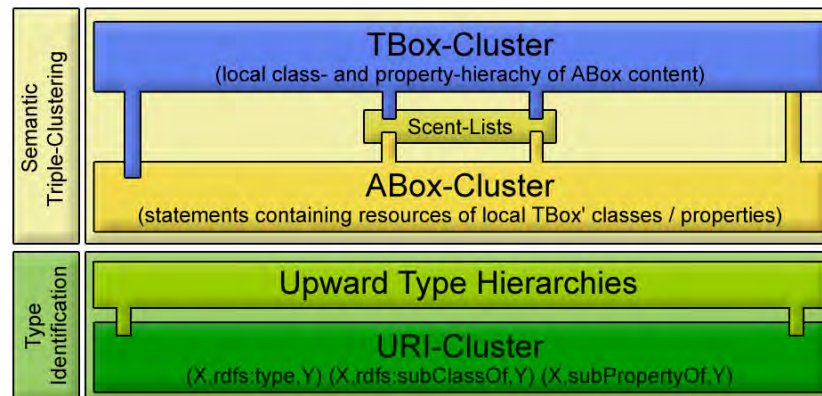 Semantic
Triple-Clustering
TBox-Cluster
(local class- and property-hierachy of ABox content)
Scent-Lists
ABox-Cluster
(statements containing resources of local TBox' classes / properties)
Type
Identification
Upward Type Hierarchies
URI-Cluster
(X,rdfs:type,Y) (X,rdfs:subClassOf,Y) (X,subPropertyOf,Y)